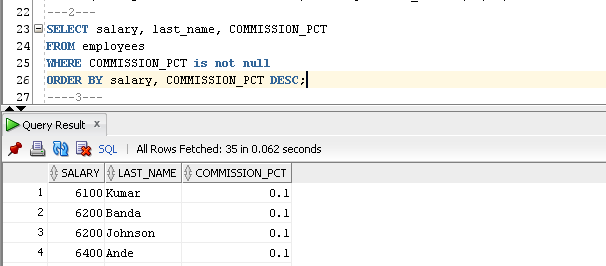 22 ---2---
23 SELECT salary, last_name, COMMISSION_PCT
24 FROM employees
25 WHERE COMMISSION_PCT is not null
26 ORDER BY salary, COMMISSION_PCT DESC;
27 ----3---
Query Result x
SQL | All Rows Fetched: 35 in 0.062 seconds
SALARY LAST_NAME COMMISSION_PCT
1 6100 Kumar 0.1
2 6200 Banda 0.1
3 6200 Johnson 0.1
4 6400 Ande 0.1